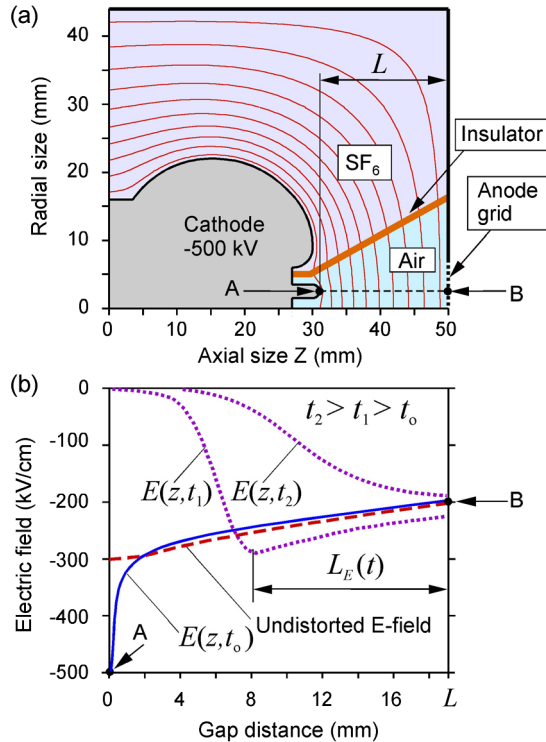 (a)
40
30
20
10
0
Radial size (mm)
L
SF₆
Insulator
Anode
grid
Cathode
-500 kV
Air
A
B
0 10 20 30 40 50
Axial size Z (mm)
(b)
0
-100
-200
-300
-400
-500
Electric field (kV/cm)
t₂ > t₁ > tₒ
E(z,t₁) E(z,t₂)
B
L_E(t)
A
E(z,tₒ)
Undistorted E-field
0 4 8 12 16 L
Gap distance (mm)